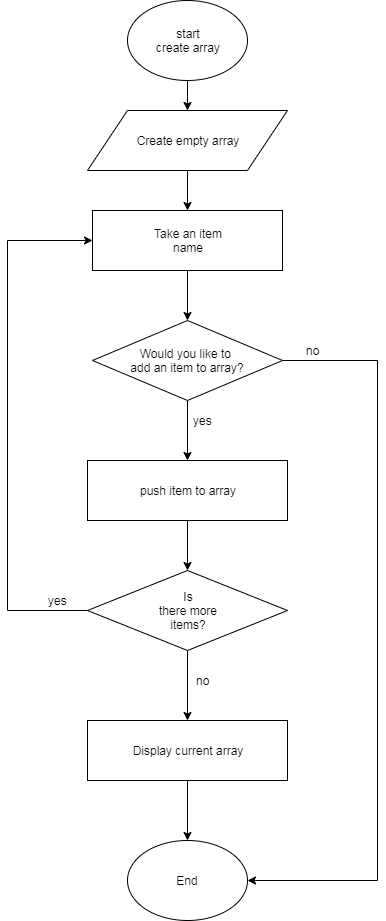 start
create array
Create empty array
Take an item
name
Would you like to
add an item to array?
no
yes
push item to array
Is
there more
items?
yes
no
Display current array
End